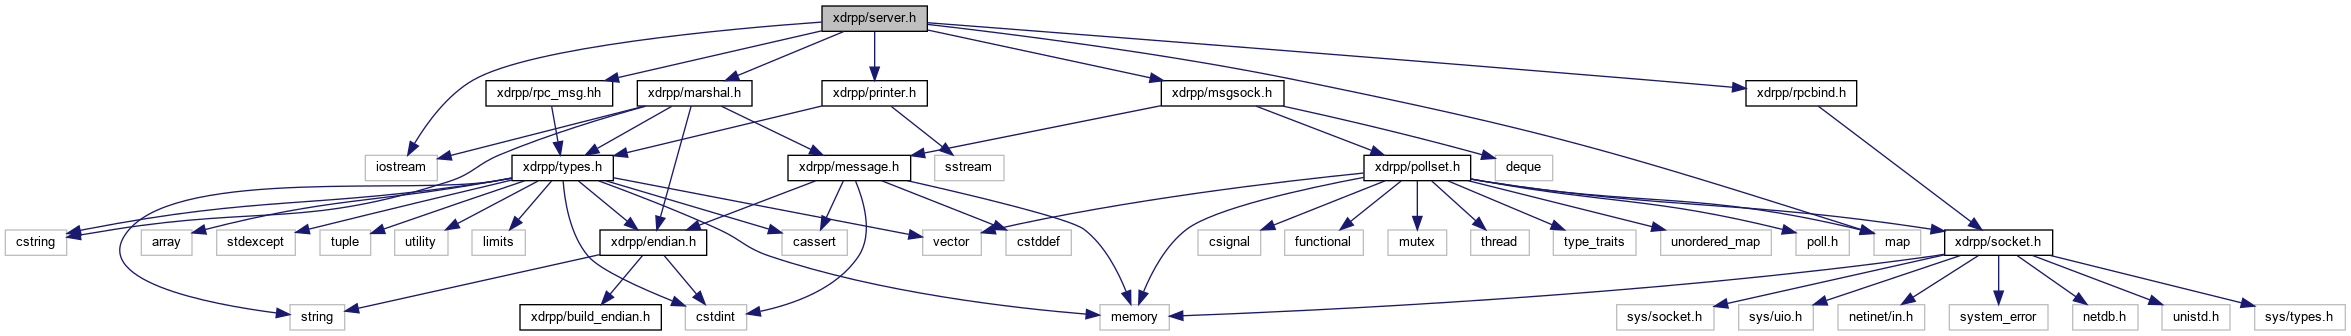 xdrpp/server.h
xdrpp/rpc_msg.hh
xdrpp/marshal.h
xdrpp/printer.h
xdrpp/msgsock.h
xdrpp/rpcbind.h
iostream
xdrpp/types.h
xdrpp/message.h
sstream
xdrpp/pollset.h
deque
cstring
array
stdexcept
tuple
utility
limits
xdrpp/endian.h
cassert
vector
cstddef
csignal
functional
mutex
thread
type_traits
unordered_map
poll.h
map
xdrpp/socket.h
string
xdrpp/build_endian.h
cstdint
memory
sys/socket.h
sys/uio.h
netinet/in.h
system_error
netdb.h
unistd.h
sys/types.h